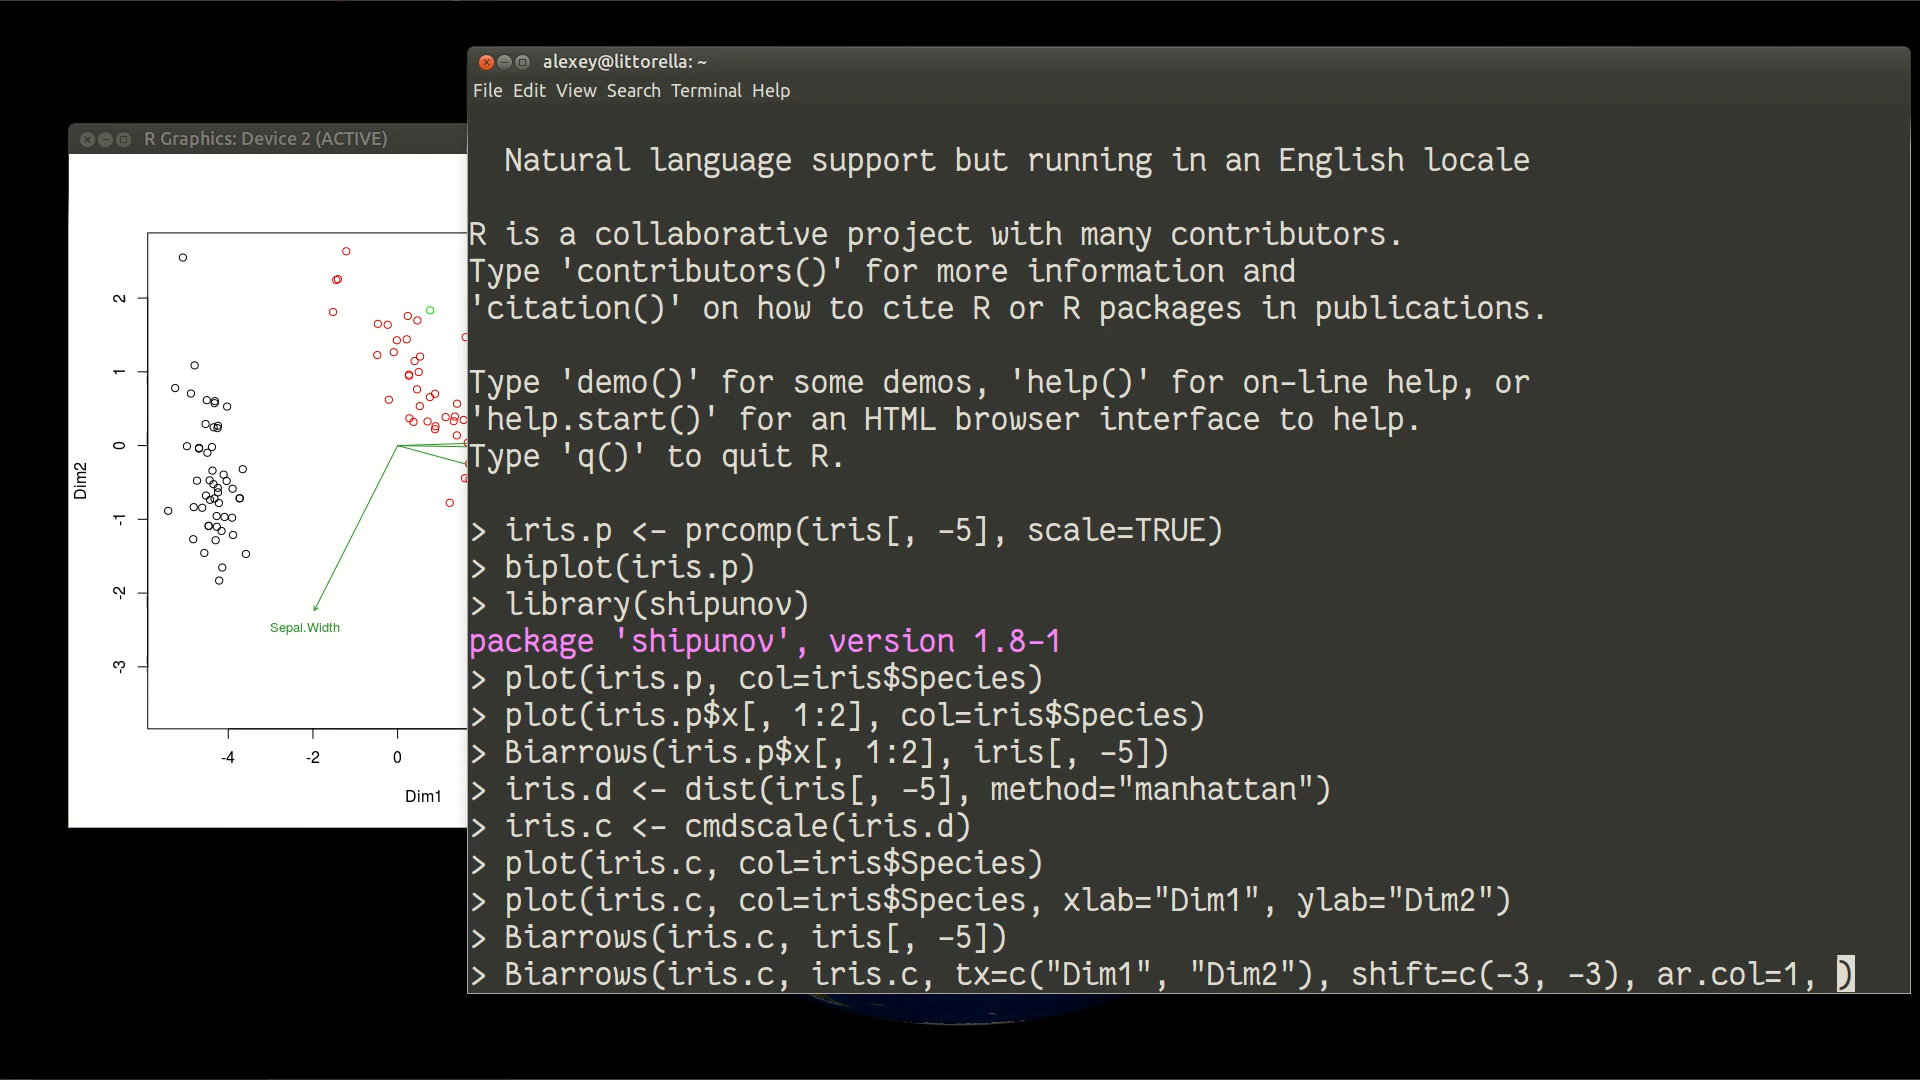 alexey@littorella: ~
File Edit View Search Terminal Help
R Graphics: Device 2 (ACTIVE)
Natural language support but running in an English locale
R is a collaborative project with many contributors.
Type 'contributors()' for more information and
'citation()' on how to cite R or R packages in publications.
Type 'demo()' for some demos, 'help()' for on-line help, or
'help.start()' for an HTML browser interface to help.
Type 'q()' to quit R.
> iris.p <- prcomp(iris[, -5], scale=TRUE)
> biplot(iris.p)
> library(shipunov)
package 'shipunov', version 1.8-1
> plot(iris.p, col=iris$Species)
> plot(iris.p$x[, 1:2], col=iris$Species)
> Biarrows(iris.p$x[, 1:2], iris[, -5])
> iris.d <- dist(iris[, -5], method="manhattan")
> iris.c <- cmdscale(iris.d)
> plot(iris.c, col=iris$Species)
> plot(iris.c, col=iris$Species, xlab="Dim1", ylab="Dim2")
> Biarrows(iris.c, iris[, -5])
> Biarrows(iris.c, iris.c, tx=c("Dim1", "Dim2"), shift=c(-3, -3), ar.col=1, )
2
1
0
-1
-2
-3
Dim2
Sepal.Width
-4 -2 0
Dim1